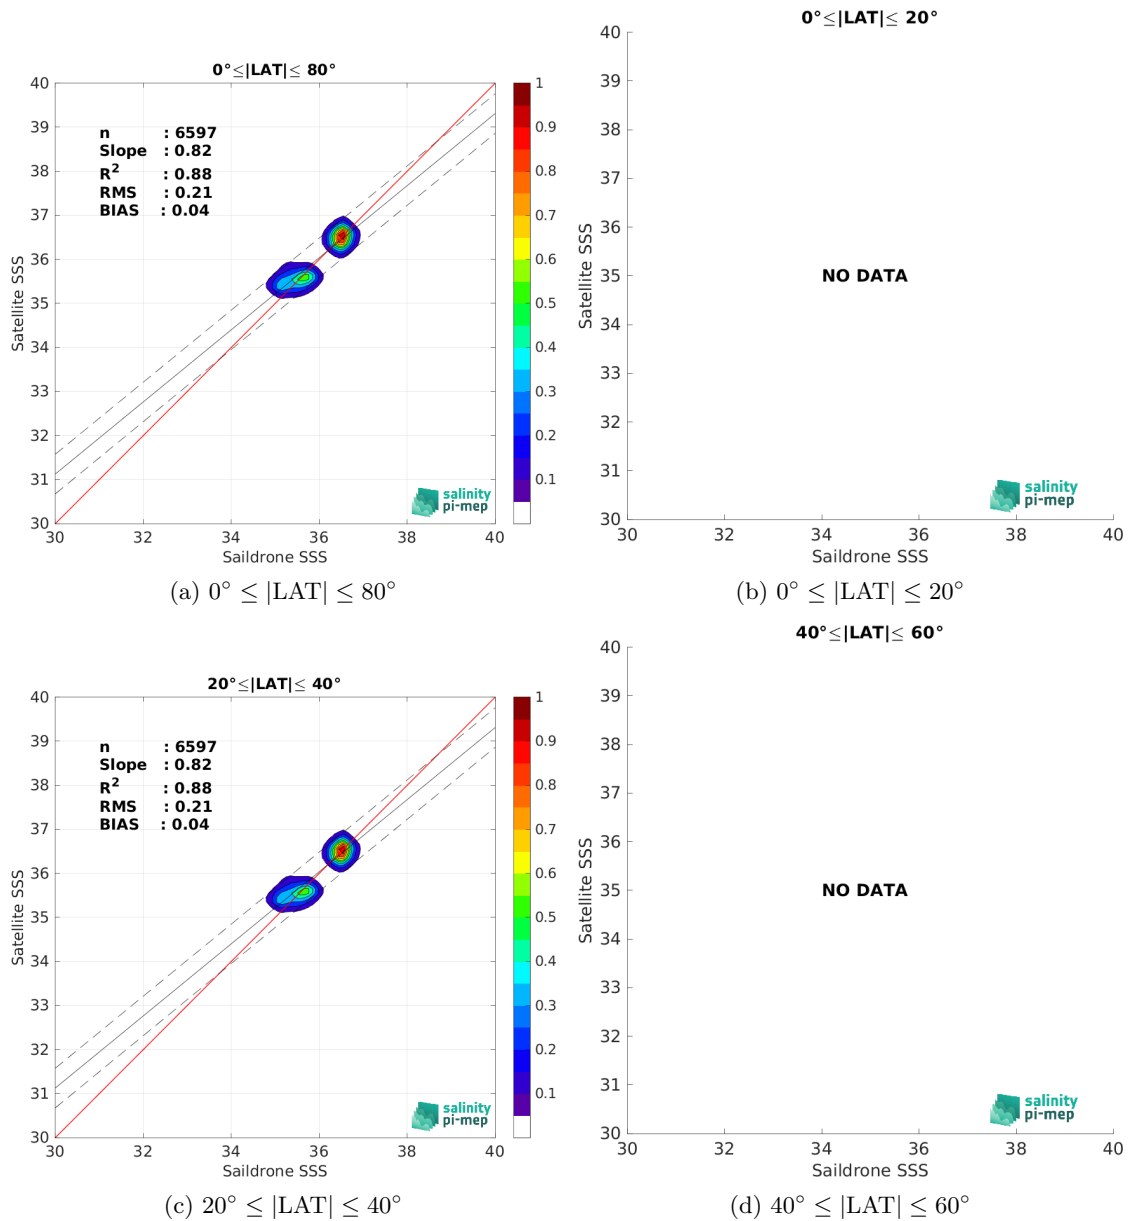 0°≤|LAT|≤ 80°
40
39
38
37
36
35
34
33
32
31
30
30 32 34 36 38 40
Satellite SSS
Saildrone SSS
n : 6597
Slope : 0.82
R² : 0.88
RMS : 0.21
BIAS : 0.04
1
0.9
0.8
0.7
0.6
0.5
0.4
0.3
0.2
0.1
salinity
pi-mep
(a) 0° ≤ |LAT| ≤ 80°
0°≤|LAT|≤ 20°
40
39
38
37
36
35
34
33
32
31
30
30 32 34 36 38 40
Satellite SSS
Saildrone SSS
NO DATA
salinity
pi-mep
(b) 0° ≤ |LAT| ≤ 20°
20°≤|LAT|≤ 40°
40
39
38
37
36
35
34
33
32
31
30
30 32 34 36 38 40
Satellite SSS
Saildrone SSS
n : 6597
Slope : 0.82
R² : 0.88
RMS : 0.21
BIAS : 0.04
1
0.9
0.8
0.7
0.6
0.5
0.4
0.3
0.2
0.1
salinity
pi-mep
(c) 20° ≤ |LAT| ≤ 40°
40°≤|LAT|≤ 60°
40
39
38
37
36
35
34
33
32
31
30
30 32 34 36 38 40
Satellite SSS
Saildrone SSS
NO DATA
salinity
pi-mep
(d) 40° ≤ |LAT| ≤ 60°